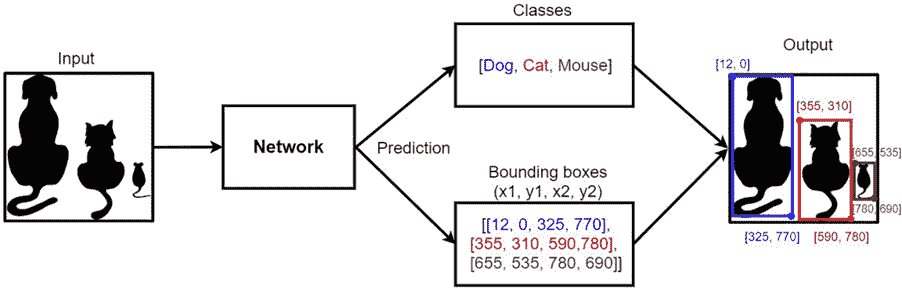 Input
Network
Prediction
Classes
[Dog, Cat, Mouse]
Bounding boxes
(x1, y1, x2, y2)
[[12, 0, 325, 770],
[355, 310, 590,780],
[655, 535, 780, 690]]
Output
[12, 0]
[355, 310]
[655, 535]
[780, 690]
[325, 770]
[590, 780]